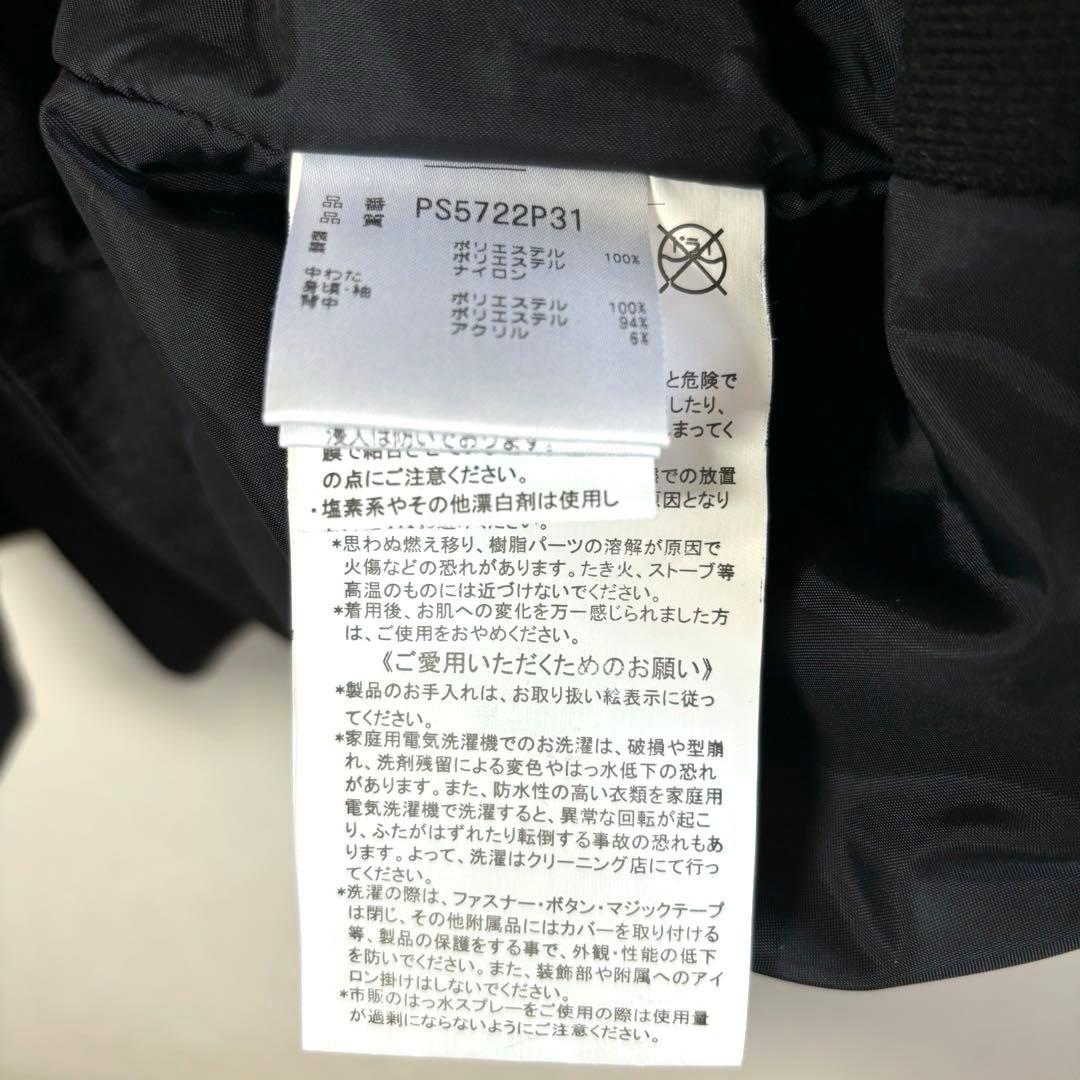 品番 PS5722P31
品質
ポリエステル 100%
ポリエステル
ナイロン
中わた
身頃・袖 ポリエステル 100%
背中 ポリエステル 94%
アクリル 6%
ドライ
と危険で
したり、
まってく
での放置
原因となり
浸入は防いでおります
膜で結合
の点にご注意ください。
・塩素系やその他漂白剤は使用し
*思わぬ燃え移り、樹脂パーツの溶解が原因で
火傷などの恐れがあります。たき火、ストーブ等
高温のものには近づけないでください。
*着用後、お肌への変化を万一感じられました方
は、ご使用をおやめください。
《ご愛用いただくためのお願い》
*製品のお手入れは、お取り扱い絵表示に従っ
てください。
*家庭用電気洗濯機でのお洗濯は、破損や型崩
れ、洗剤残留による変色やはっ水低下の恐れ
があります。また、防水性の高い衣類を家庭用
電気洗濯機で洗濯すると、異常な回転が起こ
り、ふたがはずれたり転倒する事故の恐れもあ
ります。よって、洗濯はクリーニング店にて行っ
てください。
*洗濯の際は、ファスナー・ボタン・マジックテープ
は閉じ、その他附属品にはカバーを取り付ける
等、製品の保護をする事で、外観・性能の低下
を防いでください。また、装飾部や附属へのアイ
ロン掛けはしないでください。
*市販のはっ水スプレーをご使用の際は使用量
が過剰にならないようにご注意ください。